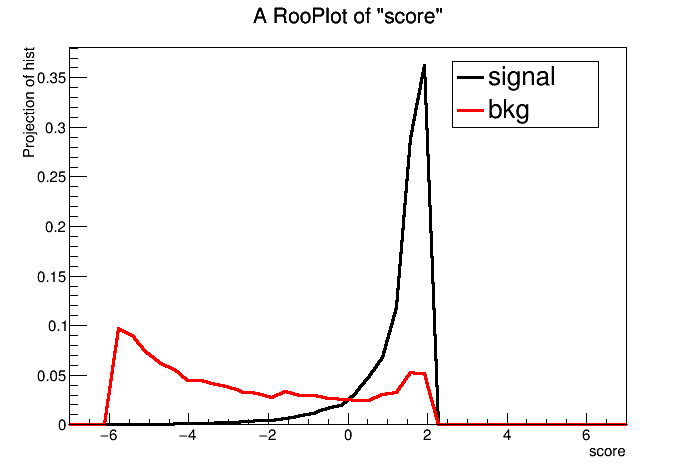 A RooPlot of "score"
Projection of hist
0.35
0.3
0.25
0.2
0.15
0.1
0.05
0
signal
bkg
−6 −4 −2 0 2 4 6
score